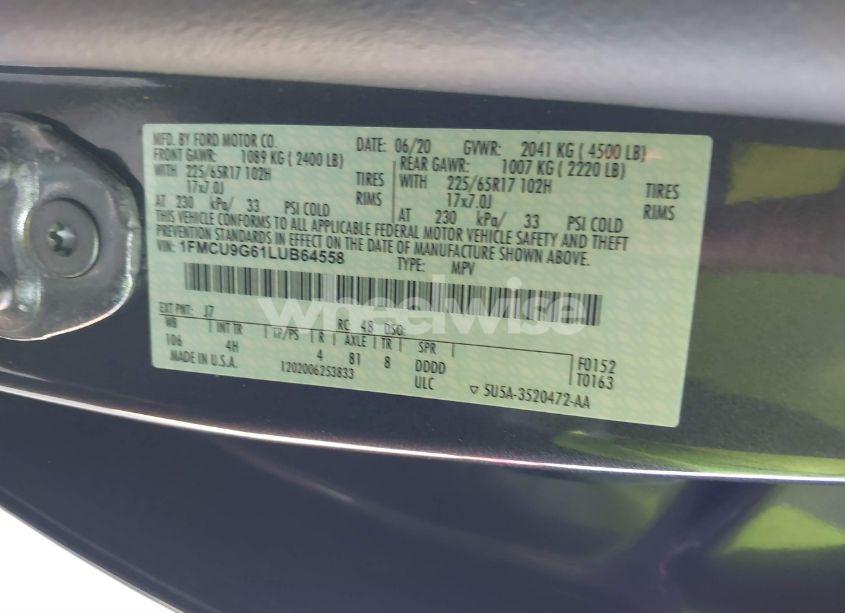 MFD. BY FORD MOTOR CO. DATE: 06/20 GVWR: 2041 KG ( 4500 LB)
FRONT GAWR: 1089 KG ( 2400 LB) REAR GAWR: 1007 KG ( 2220 LB)
WITH 225/65R17 102H TIRES WITH 225/65R17 102H TIRES
17x7.0J RIMS 17x7.0J RIMS
AT 230 kPa/ 33 PSI COLD AT 230 kPa/ 33 PSI COLD
THIS VEHICLE CONFORMS TO ALL APPLICABLE FEDERAL MOTOR VEHICLE SAFETY AND THEFT
PREVENTION STANDARDS IN EFFECT ON THE DATE OF MANUFACTURE SHOWN ABOVE.
VIN: 1FMCU9G61LUB64558 TYPE: MPV
wheelwise
EXT PNT: J7 RC: 48 DSO:
WB INT TR TP/PS R AXLE TR SPR
106 4H 4 81 8 DDDD F0152
MADE IN U.S.A. 1202006253833 ULC T0163
▽ 5U5A-3520472-AA